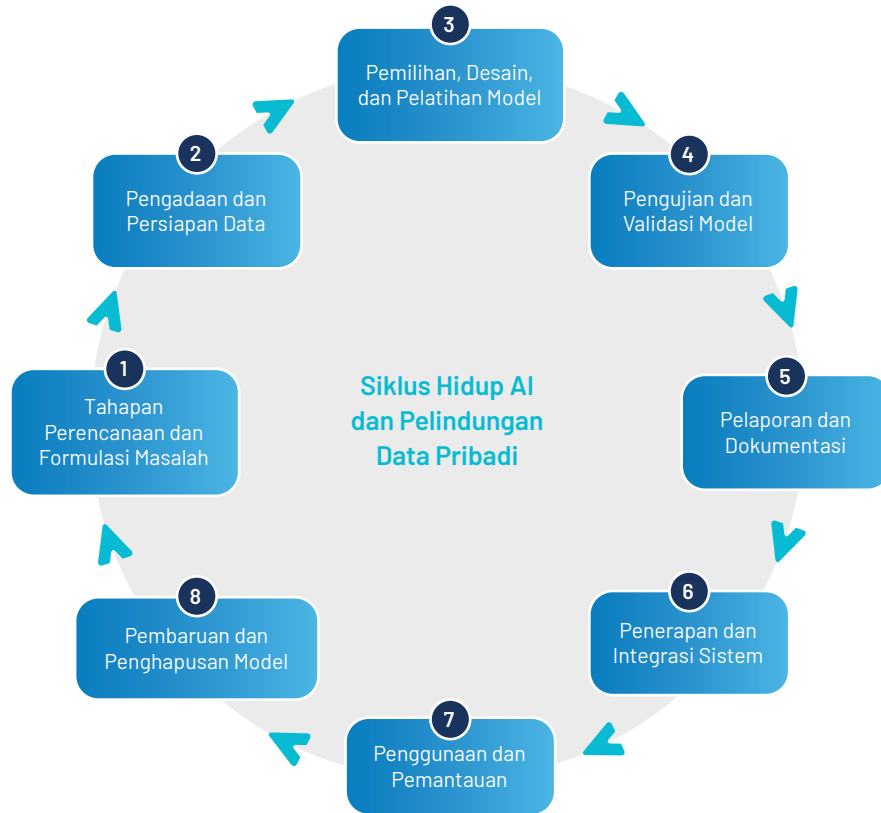 3
Pemilihan, Desain,
dan Pelatihan Model
2
Pengadaan dan
Persiapan Data
4
Pengujian dan
Validasi Model
1
Tahapan
Perencanaan dan
Formulasi Masalah
Siklus Hidup AI
dan Pelindungan
Data Pribadi
5
Pelaporan dan
Dokumentasi
8
Pembaruan dan
Penghapusan Model
6
Penerapan dan
Integrasi Sistem
7
Penggunaan dan
Pemantauan